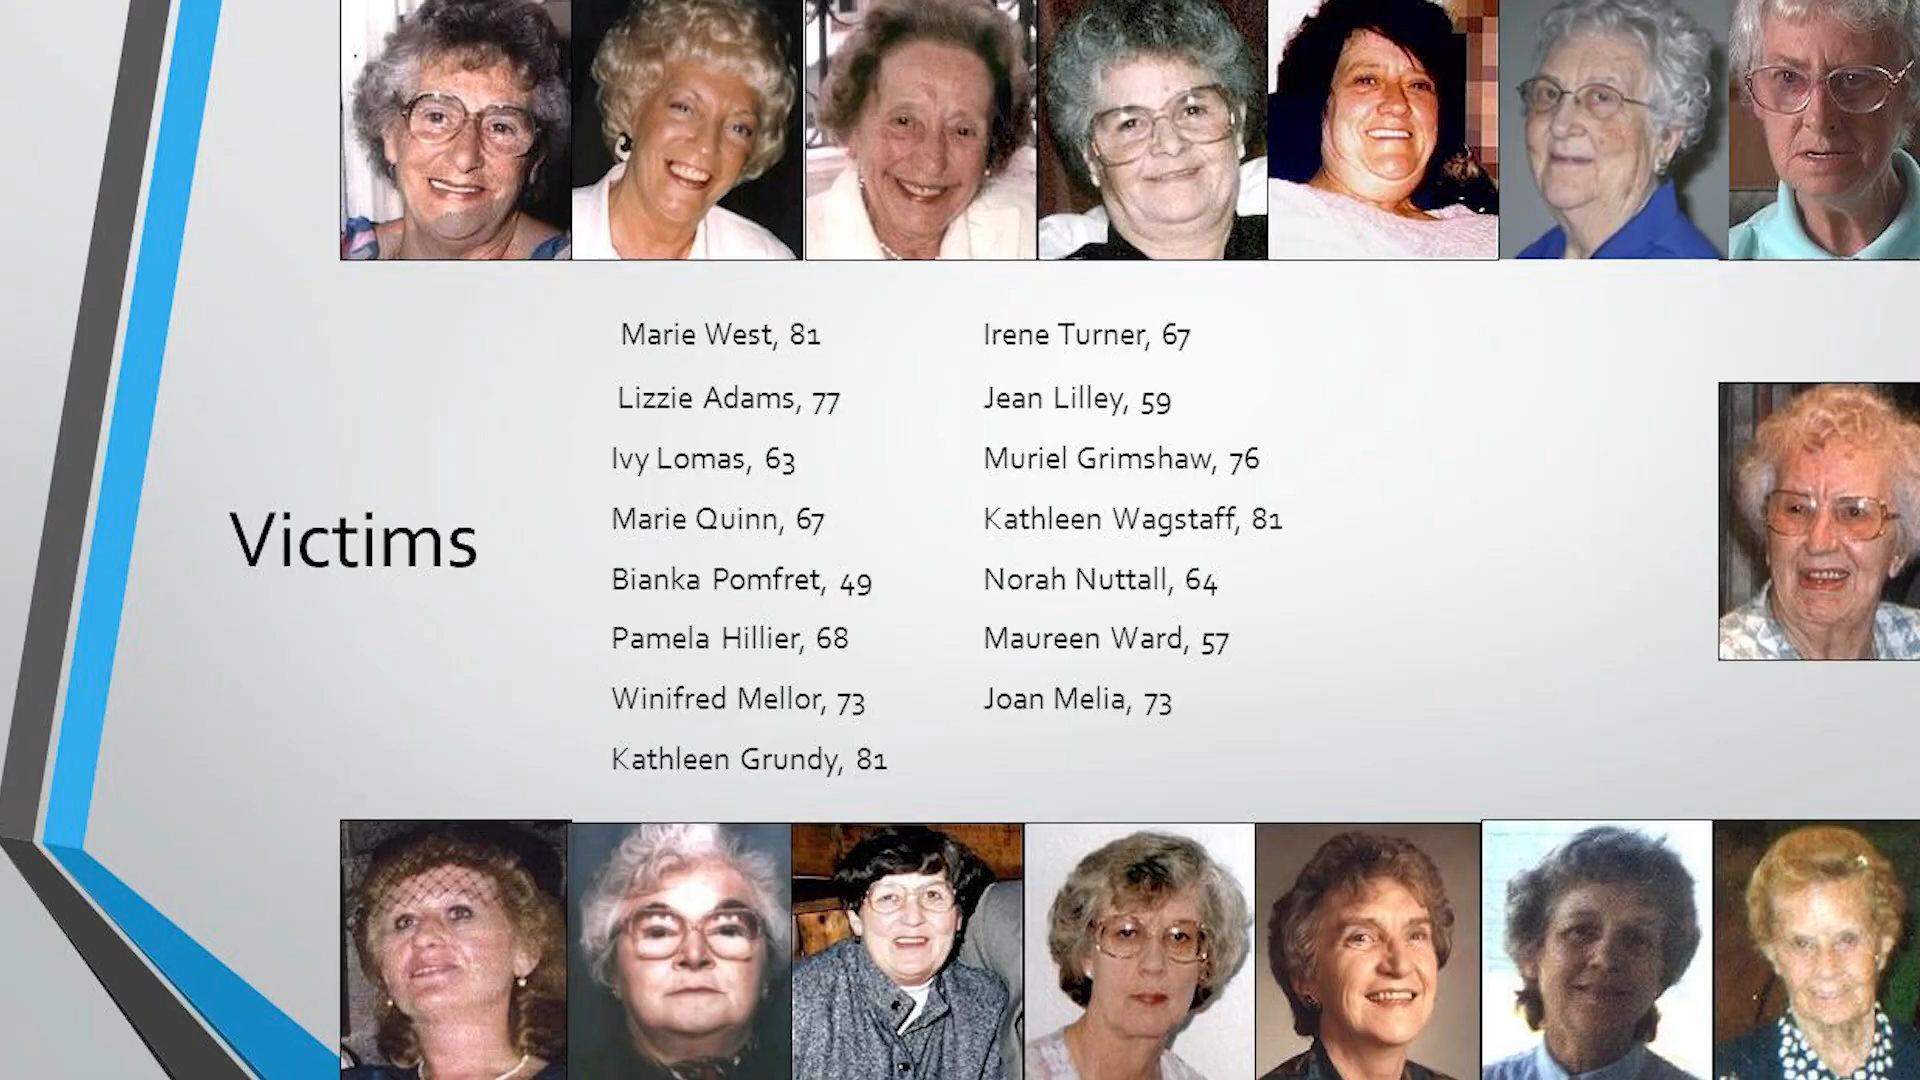 Victims
Marie West, 81
Lizzie Adams, 77
Ivy Lomas, 63
Marie Quinn, 67
Bianka Pomfret, 49
Pamela Hillier, 68
Winifred Mellor, 73
Kathleen Grundy, 81
Irene Turner, 67
Jean Lilley, 59
Muriel Grimshaw, 76
Kathleen Wagstaff, 81
Norah Nuttall, 64
Maureen Ward, 57
Joan Melia, 73